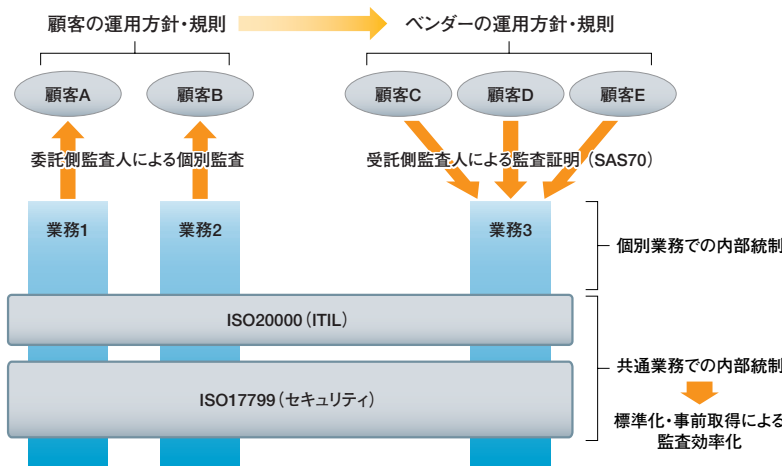 顧客の運用方針・規則
ベンダーの運用方針・規則
顧客A
顧客B
顧客C
顧客D
顧客E
委託側監査人による個別監査
受託側監査人による監査証明（SAS70）
業務1
業務2
業務3
個別業務での内部統制
ISO20000（ITIL）
共通業務での内部統制
ISO17799（セキュリティ）
標準化・事前取得による
監査効率化